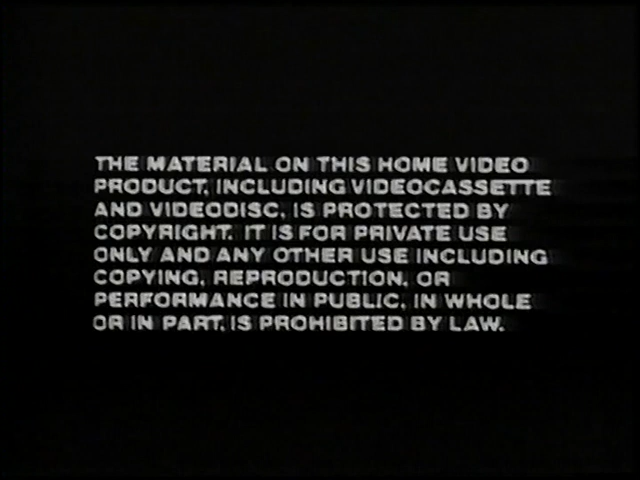 THE MATERIAL ON THIS HOME VIDEO
PRODUCT, INCLUDING VIDEOCASSETTE
AND VIDEODISC, IS PROTECTED BY
COPYRIGHT. IT IS FOR PRIVATE USE
ONLY AND ANY OTHER USE INCLUDING
COPYING, REPRODUCTION, OR
PERFORMANCE IN PUBLIC, IN WHOLE
OR IN PART, IS PROHIBITED BY LAW.